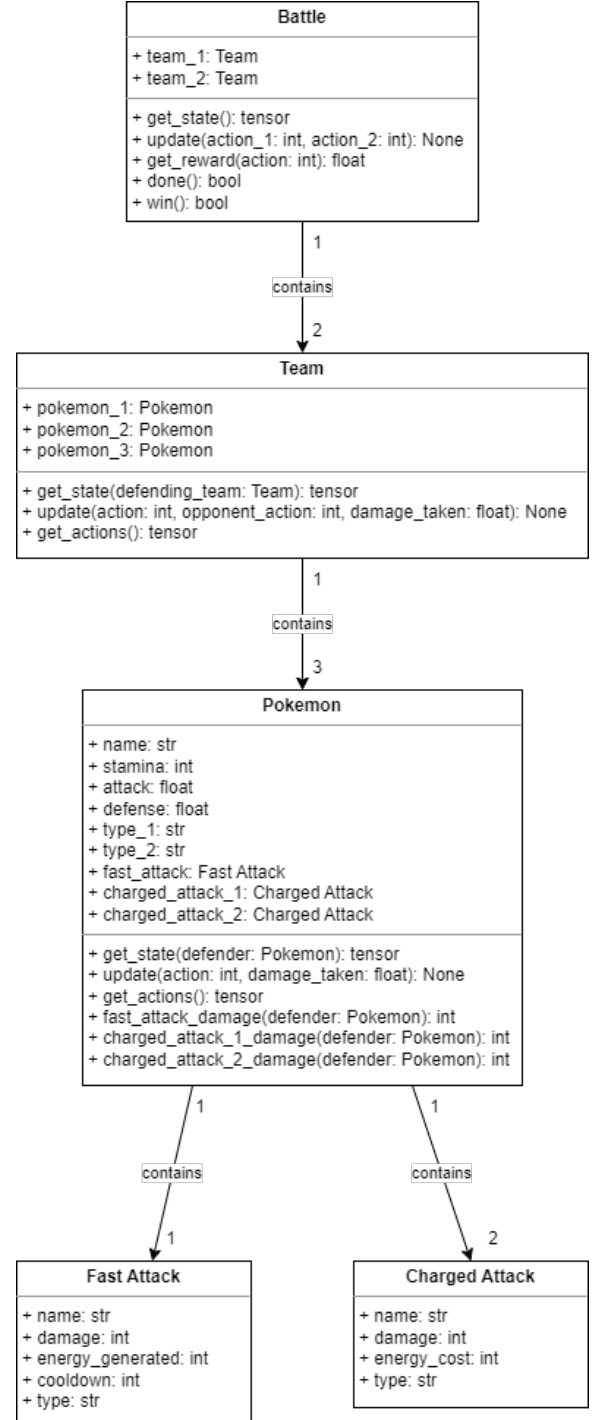 Battle
+ team_1: Team
+ team_2: Team
+ get_state(): tensor
+ update(action_1: int, action_2: int): None
+ get_reward(action: int): float
+ done(): bool
+ win(): bool
1
contains
2
Team
+ pokemon_1: Pokemon
+ pokemon_2: Pokemon
+ pokemon_3: Pokemon
+ get_state(defending_team: Team): tensor
+ update(action: int, opponent_action: int, damage_taken: float): None
+ get_actions(): tensor
1
contains
3
Pokemon
+ name: str
+ stamina: int
+ attack: float
+ defense: float
+ type_1: str
+ type_2: str
+ fast_attack: Fast Attack
+ charged_attack_1: Charged Attack
+ charged_attack_2: Charged Attack
+ get_state(defender: Pokemon): tensor
+ update(action: int, damage_taken: float): None
+ get_actions(): tensor
+ fast_attack_damage(defender: Pokemon): int
+ charged_attack_1_damage(defender: Pokemon): int
+ charged_attack_2_damage(defender: Pokemon): int
1
contains
1
1
contains
2
Fast Attack
+ name: str
+ damage: int
+ energy_generated: int
+ cooldown: int
+ type: str
Charged Attack
+ name: str
+ damage: int
+ energy_cost: int
+ type: str